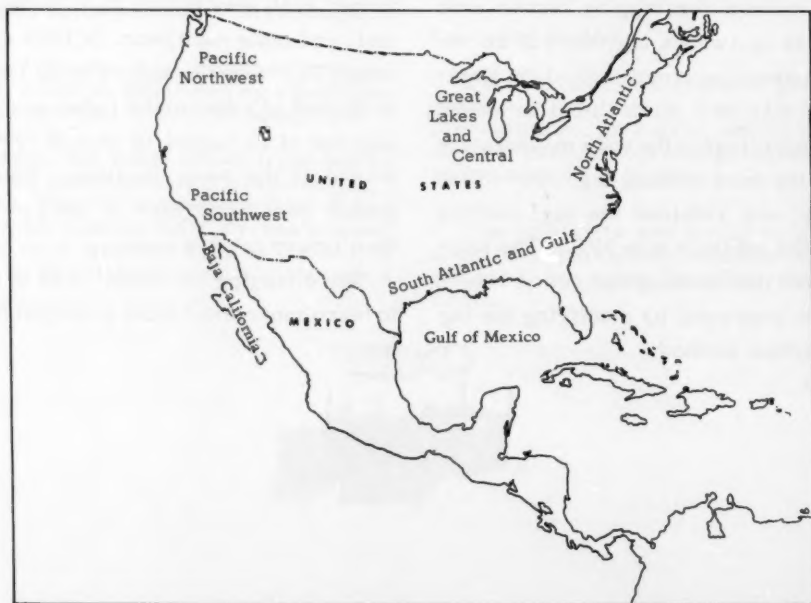 Pacific
Northwest
Great
Lakes
and
Central
North Atlantic
UNITED STATES
Pacific
Southwest
South Atlantic and Gulf
Baja California
MEXICO
Gulf of Mexico